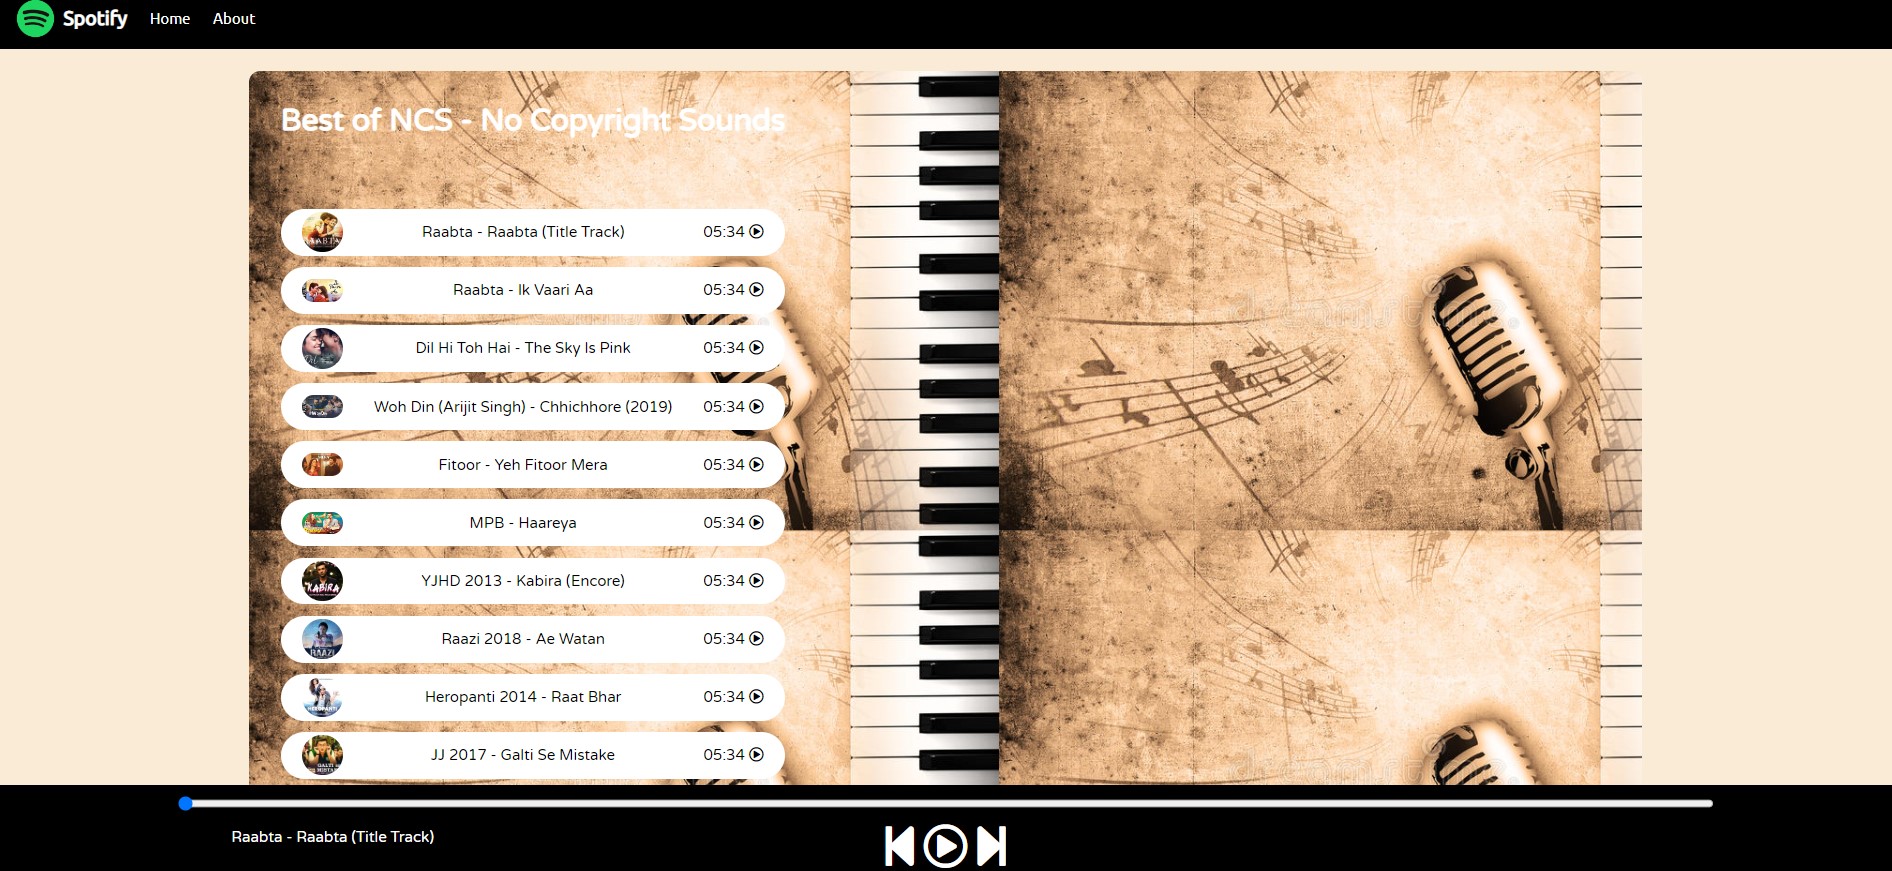 Spotify Home About
Best of NCS - No Copyright Sounds
Raabta - Raabta (Title Track) 05:34
Raabta - Ik Vaari Aa 05:34
Dil Hi Toh Hai - The Sky Is Pink 05:34
Woh Din (Arijit Singh) - Chhichhore (2019) 05:34
Fitoor - Yeh Fitoor Mera 05:34
MPB - Haareya 05:34
KABIRA
YJHD 2013 - Kabira (Encore) 05:34
Raazi 2018 - Ae Watan 05:34
RAAZI
Heropanti 2014 - Raat Bhar 05:34
HEROPANTI
JJ 2017 - Galti Se Mistake 05:34
Raabta - Raabta (Title Track)